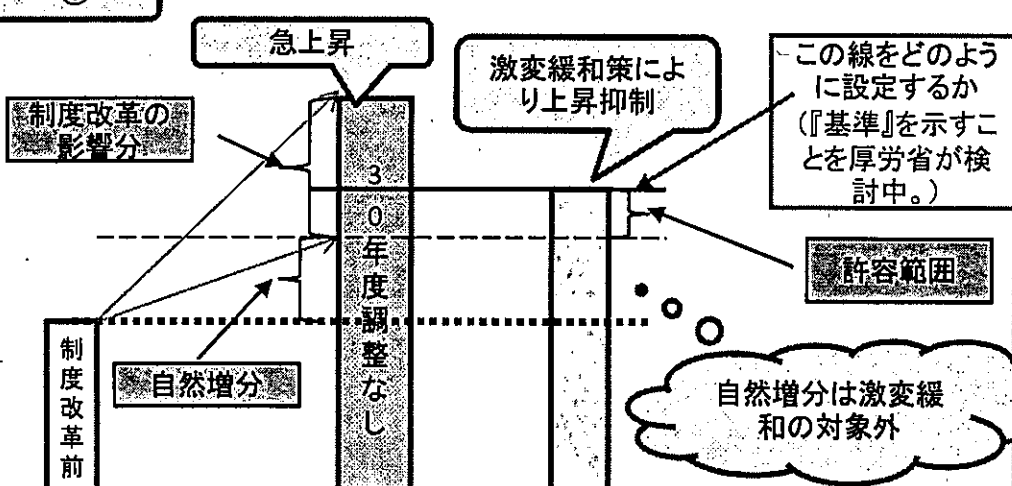 急上昇
激変緩和策によ
り上昇抑制
この線をどのよう
に設定するか
(『基準』を示すこ
とを厚労省が検
討中。)
制度改革の
影響分
30年度調整なし
許容範囲
制度改革前
自然増分
自然増分は激変緩
和の対象外